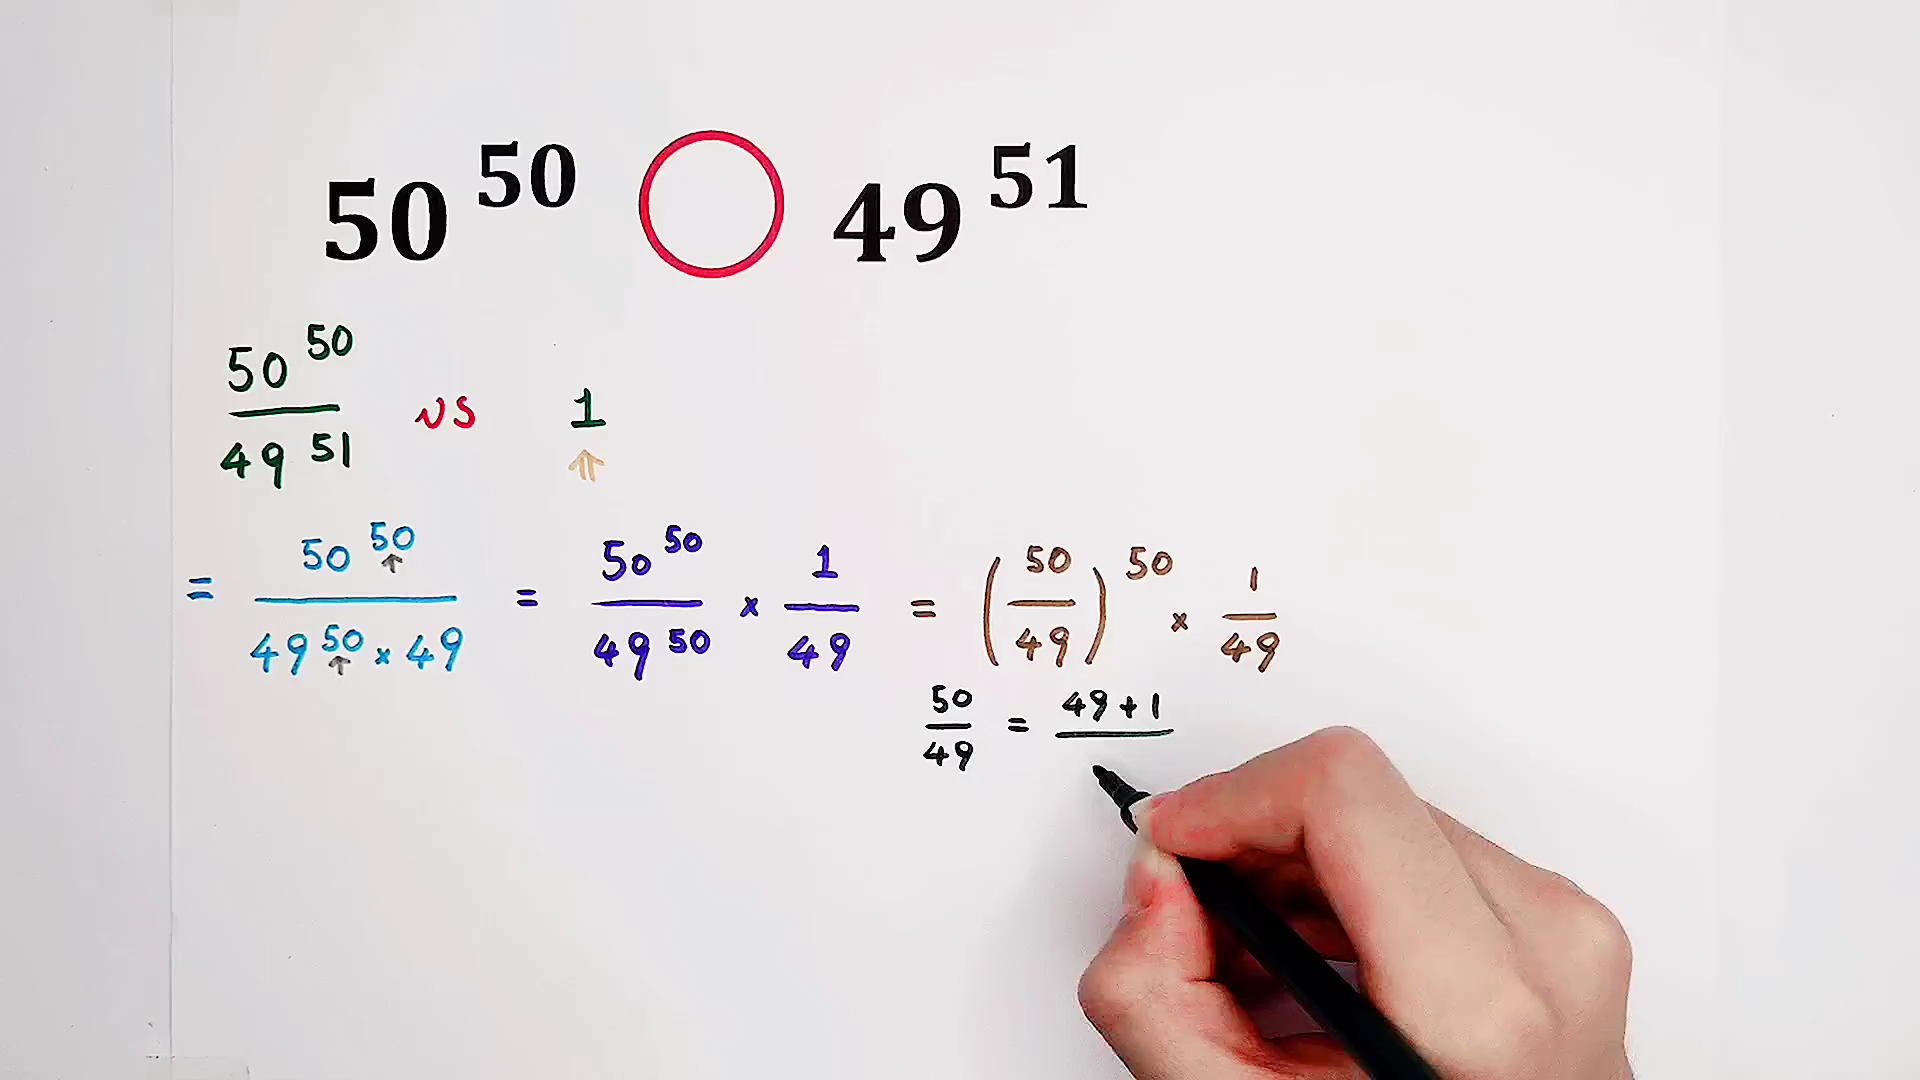 50^50 ◯ 49^51
50^50 / 49^51 vs 1
⇑
= 50^50 / (49^50 × 49) = 50^50 / 49^50 × 1/49 = (50/49)^50 × 1/49
↑ ↑
50/49 = 49+1 /